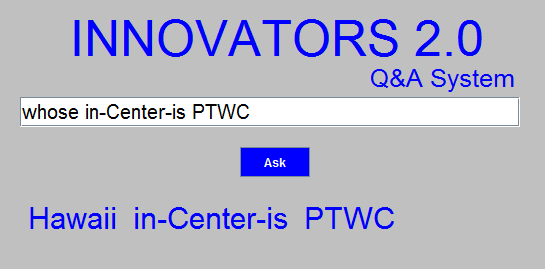 INNOVATORS 2.0
Q&A System
whose in-Center-is PTWC
Ask
Hawaii in-Center-is PTWC